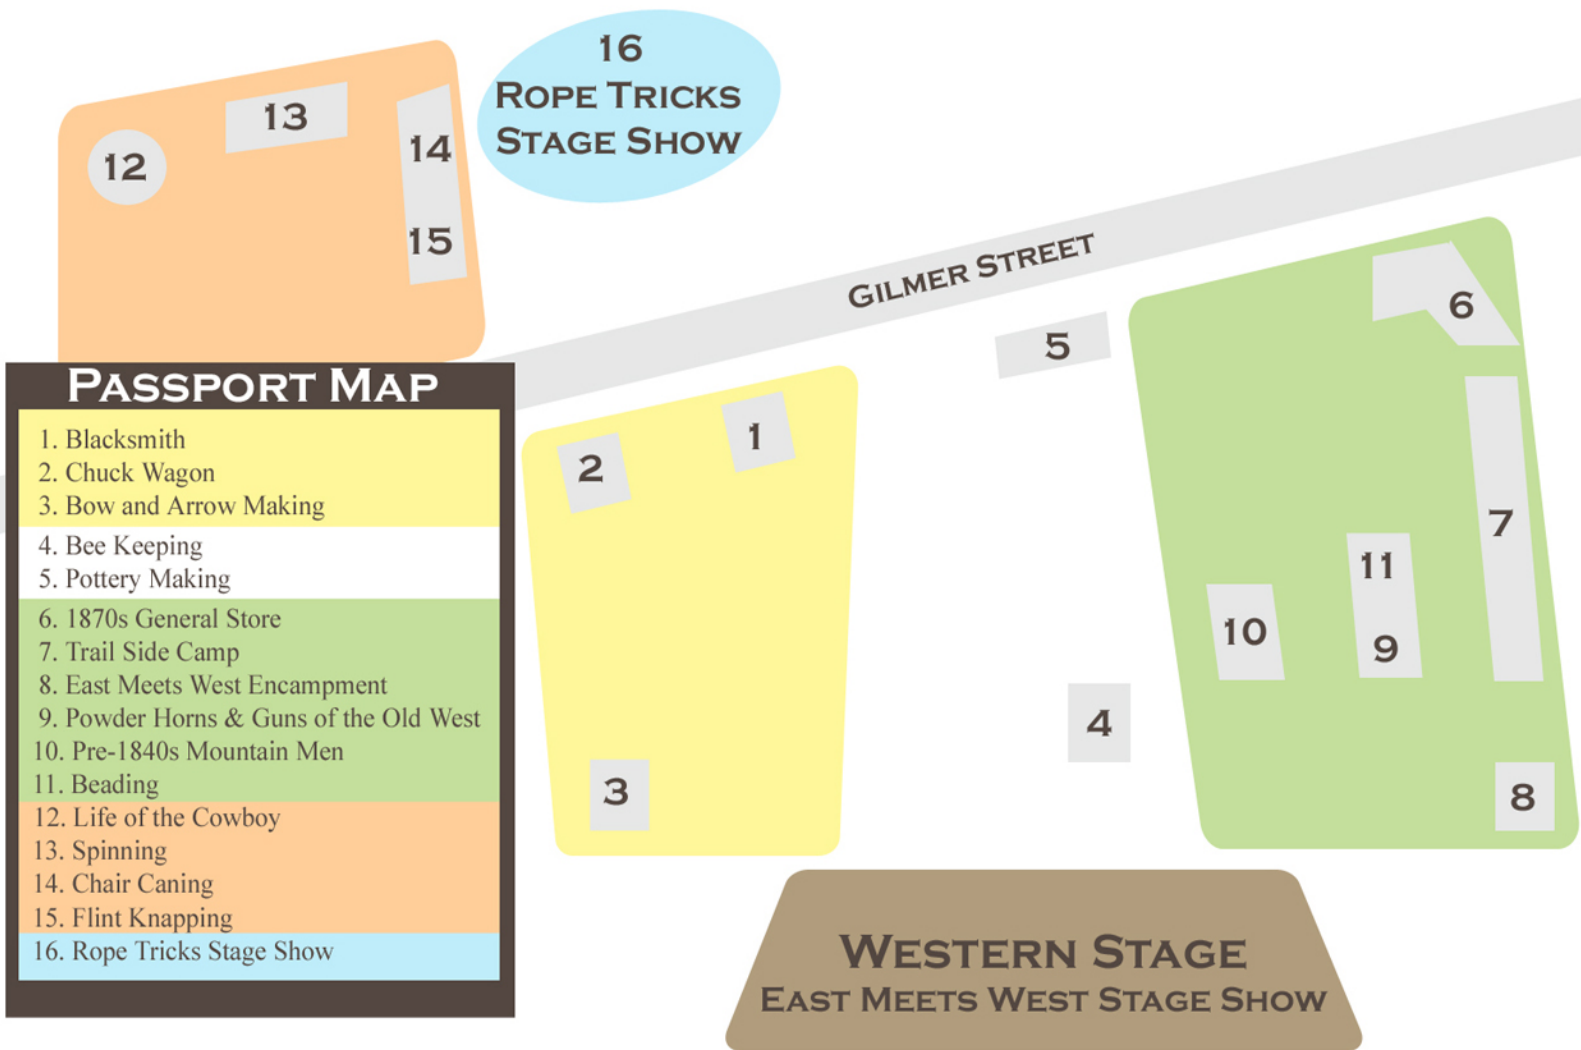 16
ROPE TRICKS
STAGE SHOW
13
14
12
15
GILMER STREET
6
5
PASSPORT MAP
1. Blacksmith
2. Chuck Wagon
3. Bow and Arrow Making
4. Bee Keeping
5. Pottery Making
6. 1870s General Store
7. Trail Side Camp
8. East Meets West Encampment
9. Powder Horns & Guns of the Old West
10. Pre-1840s Mountain Men
11. Beading
12. Life of the Cowboy
13. Spinning
14. Chair Caning
15. Flint Knapping
16. Rope Tricks Stage Show
1
2
7
11
10
9
4
3
8
WESTERN STAGE
EAST MEETS WEST STAGE SHOW